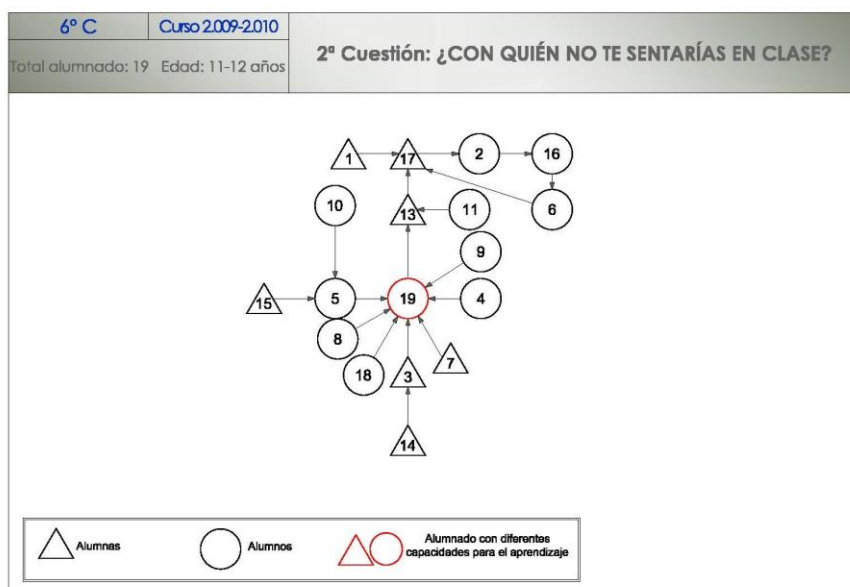 6º C
Curso 2.009-2.010
Total alumnado: 19 Edad: 11-12 años
2ª Cuestión: ¿CON QUIÉN NO TE SENTARÍAS EN CLASE?
1
17
2
16
10
13
11
6
9
15
5
19
4
8
18
3
7
14
Alumnas
Alumnos
Alumnado con diferentes
capacidades para el aprendizaje